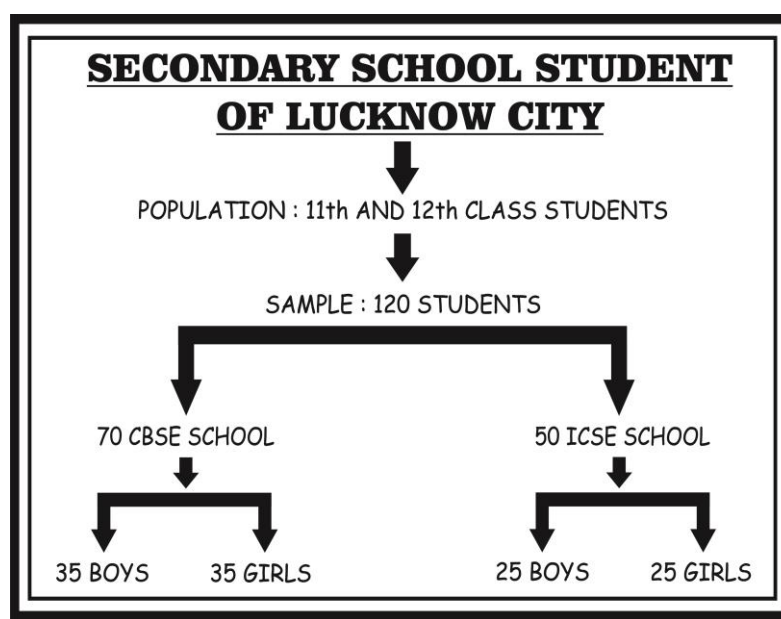 SECONDARY SCHOOL STUDENT
OF LUCKNOW CITY
POPULATION : 11th AND 12th CLASS STUDENTS
SAMPLE : 120 STUDENTS
70 CBSE SCHOOL
50 ICSE SCHOOL
35 BOYS
35 GIRLS
25 BOYS
25 GIRLS